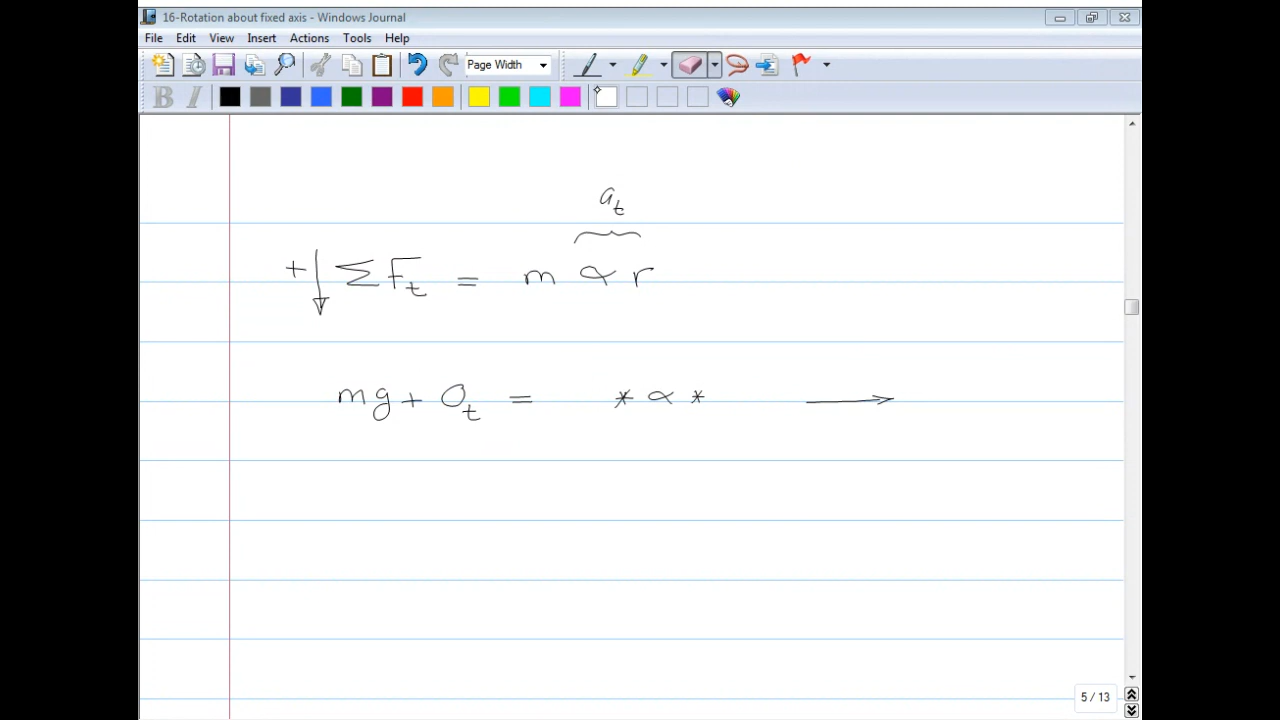 16-Rotation about fixed axis - Windows Journal
File Edit View Insert Actions Tools Help
Page Width
B I
a_t
+↓ ΣF_t = m ∝ r
mg + O_t = * ∝ * →
5 / 13